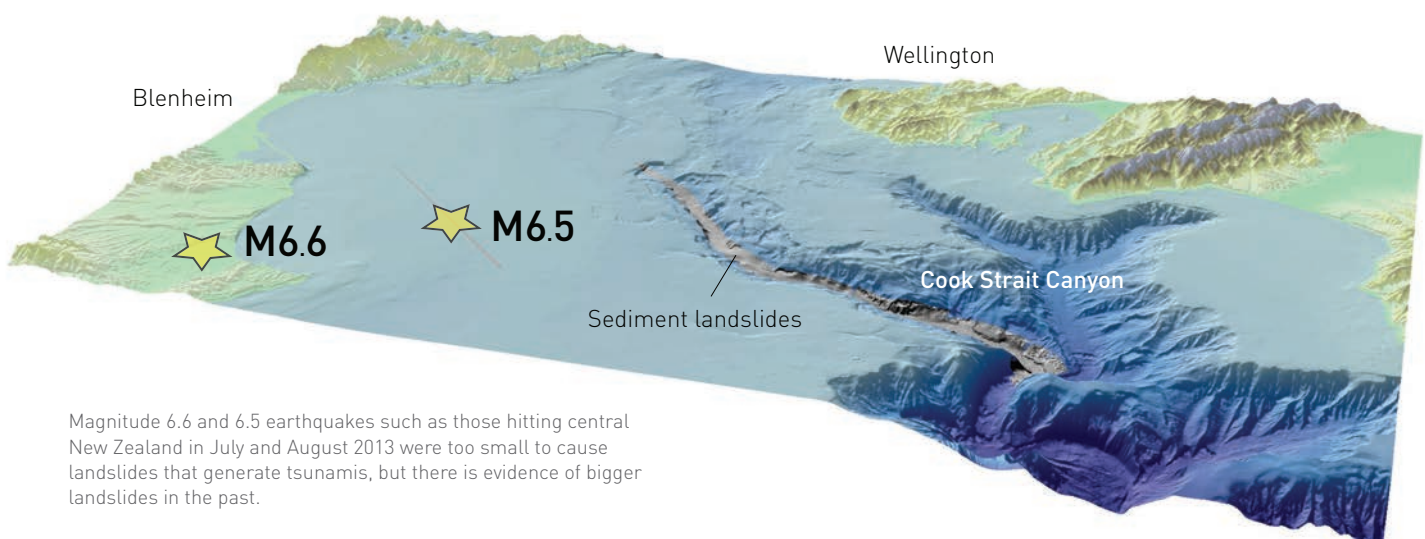 Wellington
Blenheim
M6.6
M6.5
Cook Strait Canyon
Sediment landslides
Magnitude 6.6 and 6.5 earthquakes such as those hitting central
New Zealand in July and August 2013 were too small to cause
landslides that generate tsunamis, but there is evidence of bigger
landslides in the past.